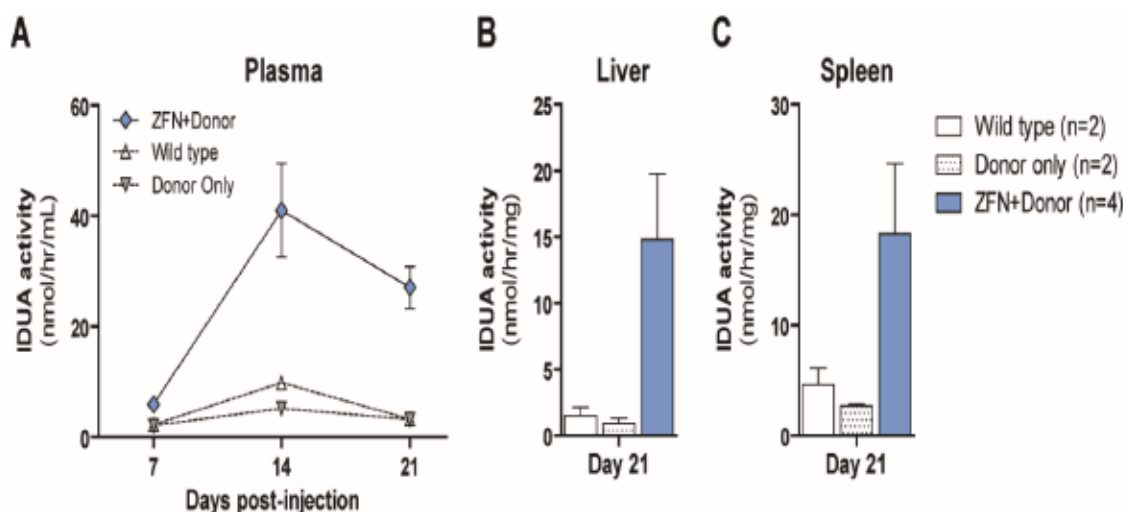 A
Plasma
60
40
20
0
IDUA activity
(nmol/hr/mL)
ZFN+Donor
Wild type
Donor Only
7 14 21
Days post-injection
B
Liver
25
20
15
10
5
0
IDUA activity
(nmol/hr/mg)
Day 21
C
Spleen
30
20
10
0
IDUA activity
(nmol/hr/mg)
Day 21
Wild type (n=2)
Donor only (n=2)
ZFN+Donor (n=4)